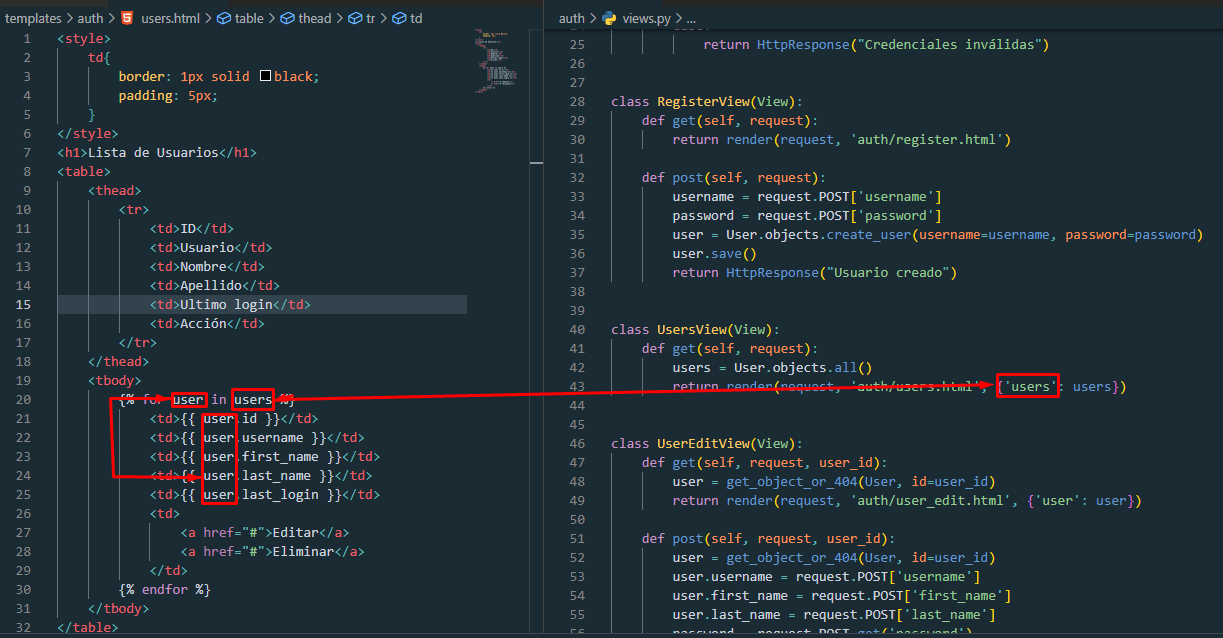 templates > auth > users.html > table > thead > tr > td
1 <style>
2 td{
3 border: 1px solid black;
4 padding: 5px;
5 }
6 </style>
7 <h1>Lista de Usuarios</h1>
8 <table>
9 <thead>
10 <tr>
11 <td>ID</td>
12 <td>Usuario</td>
13 <td>Nombre</td>
14 <td>Apellido</td>
15 <td>Ultimo login</td>
16 <td>Acción</td>
17 </tr>
18 </thead>
19 <tbody>
20 {% for user in users %}
21 <td>{{ user.id }}</td>
22 <td>{{ user.username }}</td>
23 <td>{{ user.first_name }}</td>
24 <td>{{ user.last_name }}</td>
25 <td>{{ user.last_login }}</td>
26 <td>
27 <a href="#">Editar</a>
28 <a href="#">Eliminar</a>
29 </td>
30 {% endfor %}
31 </tbody>
32 </table>
auth > views.py > ...
25 return HttpResponse("Credenciales inválidas")
26
27
28 class RegisterView(View):
29 def get(self, request):
30 return render(request, 'auth/register.html')
31
32 def post(self, request):
33 username = request.POST['username']
34 password = request.POST['password']
35 user = User.objects.create_user(username=username, password=password)
36 user.save()
37 return HttpResponse("Usuario creado")
38
39
40 class UsersView(View):
41 def get(self, request):
42 users = User.objects.all()
43 return render(request, 'auth/users.html', {'users': users})
44
45
46 class UserEditView(View):
47 def get(self, request, user_id):
48 user = get_object_or_404(User, id=user_id)
49 return render(request, 'auth/user_edit.html', {'user': user})
50
51 def post(self, request, user_id):
52 user = get_object_or_404(User, id=user_id)
53 user.username = request.POST['username']
54 user.first_name = request.POST['first_name']
55 user.last_name = request.POST['last_name']
56 password = request.POST.get('password')